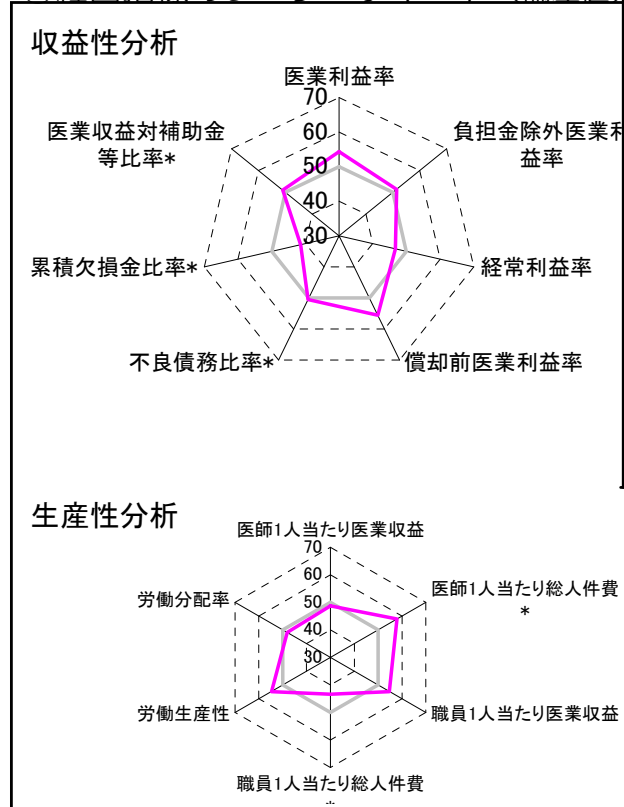 収益性分析
医業利益率
70
60
50
40
30
負担金除外医業利
益率
経常利益率
償却前医業利益率
不良債務比率*
累積欠損金比率*
医業収益対補助金
等比率*
生産性分析
医師1人当たり医業収益
70
60
50
40
30
医師1人当たり総人件費
*
職員1人当たり医業収益
職員1人当たり総人件費
*
労働生産性
労働分配率